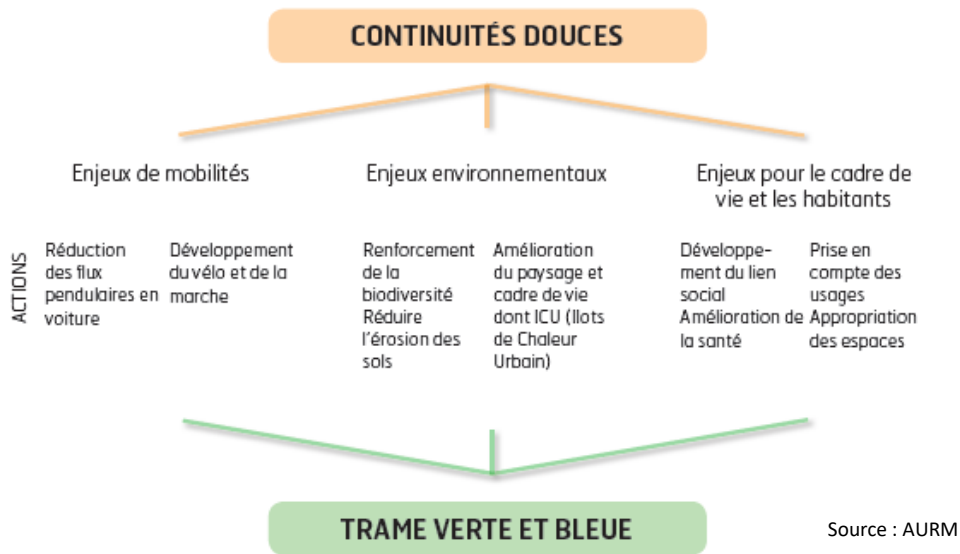 CONTINUITÉS DOUCES
Enjeux de mobilités
Enjeux environnementaux
Enjeux pour le cadre de
vie et les habitants
ACTIONS
Réduction
des flux
pendulaires en
voiture
Développement
du vélo et de la
marche
Renforcement
de la
biodiversité
Réduire
l'érosion des
sols
Amélioration
du paysage et
cadre de vie
dont ICU (Ilots
de Chaleur
Urbain)
Développe-
ment du lien
social
Amélioration de
la santé
Prise en
compte des
usages
Appropriation
des espaces
TRAME VERTE ET BLEUE
Source : AURM